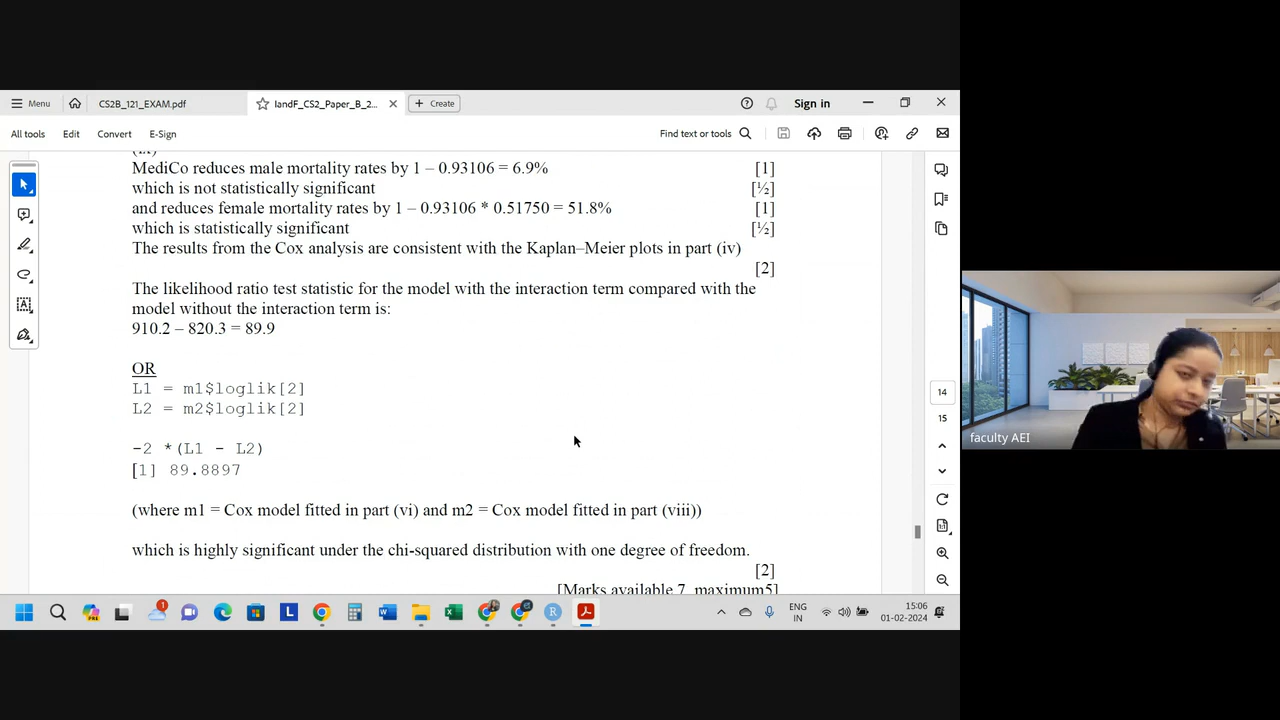 Menu CS2B_121_EXAM.pdf IandF_CS2_Paper_B_2... Create Sign in
All tools Edit Convert E-Sign Find text or tools
MediCo reduces male mortality rates by 1 – 0.93106 = 6.9% [1]
which is not statistically significant [½]
and reduces female mortality rates by 1 – 0.93106 * 0.51750 = 51.8% [1]
which is statistically significant [½]
The results from the Cox analysis are consistent with the Kaplan–Meier plots in part (iv)
[2]
The likelihood ratio test statistic for the model with the interaction term compared with the
model without the interaction term is:
910.2 – 820.3 = 89.9
OR
L1 = m1$loglik[2]
L2 = m2$loglik[2]
-2 *(L1 - L2)
[1] 89.8897
(where m1 = Cox model fitted in part (vi) and m2 = Cox model fitted in part (viii))
which is highly significant under the chi-squared distribution with one degree of freedom.
[2]
[Marks available 7, maximum5]
14
15
faculty AEI
ENG
IN
15:06
01-02-2024